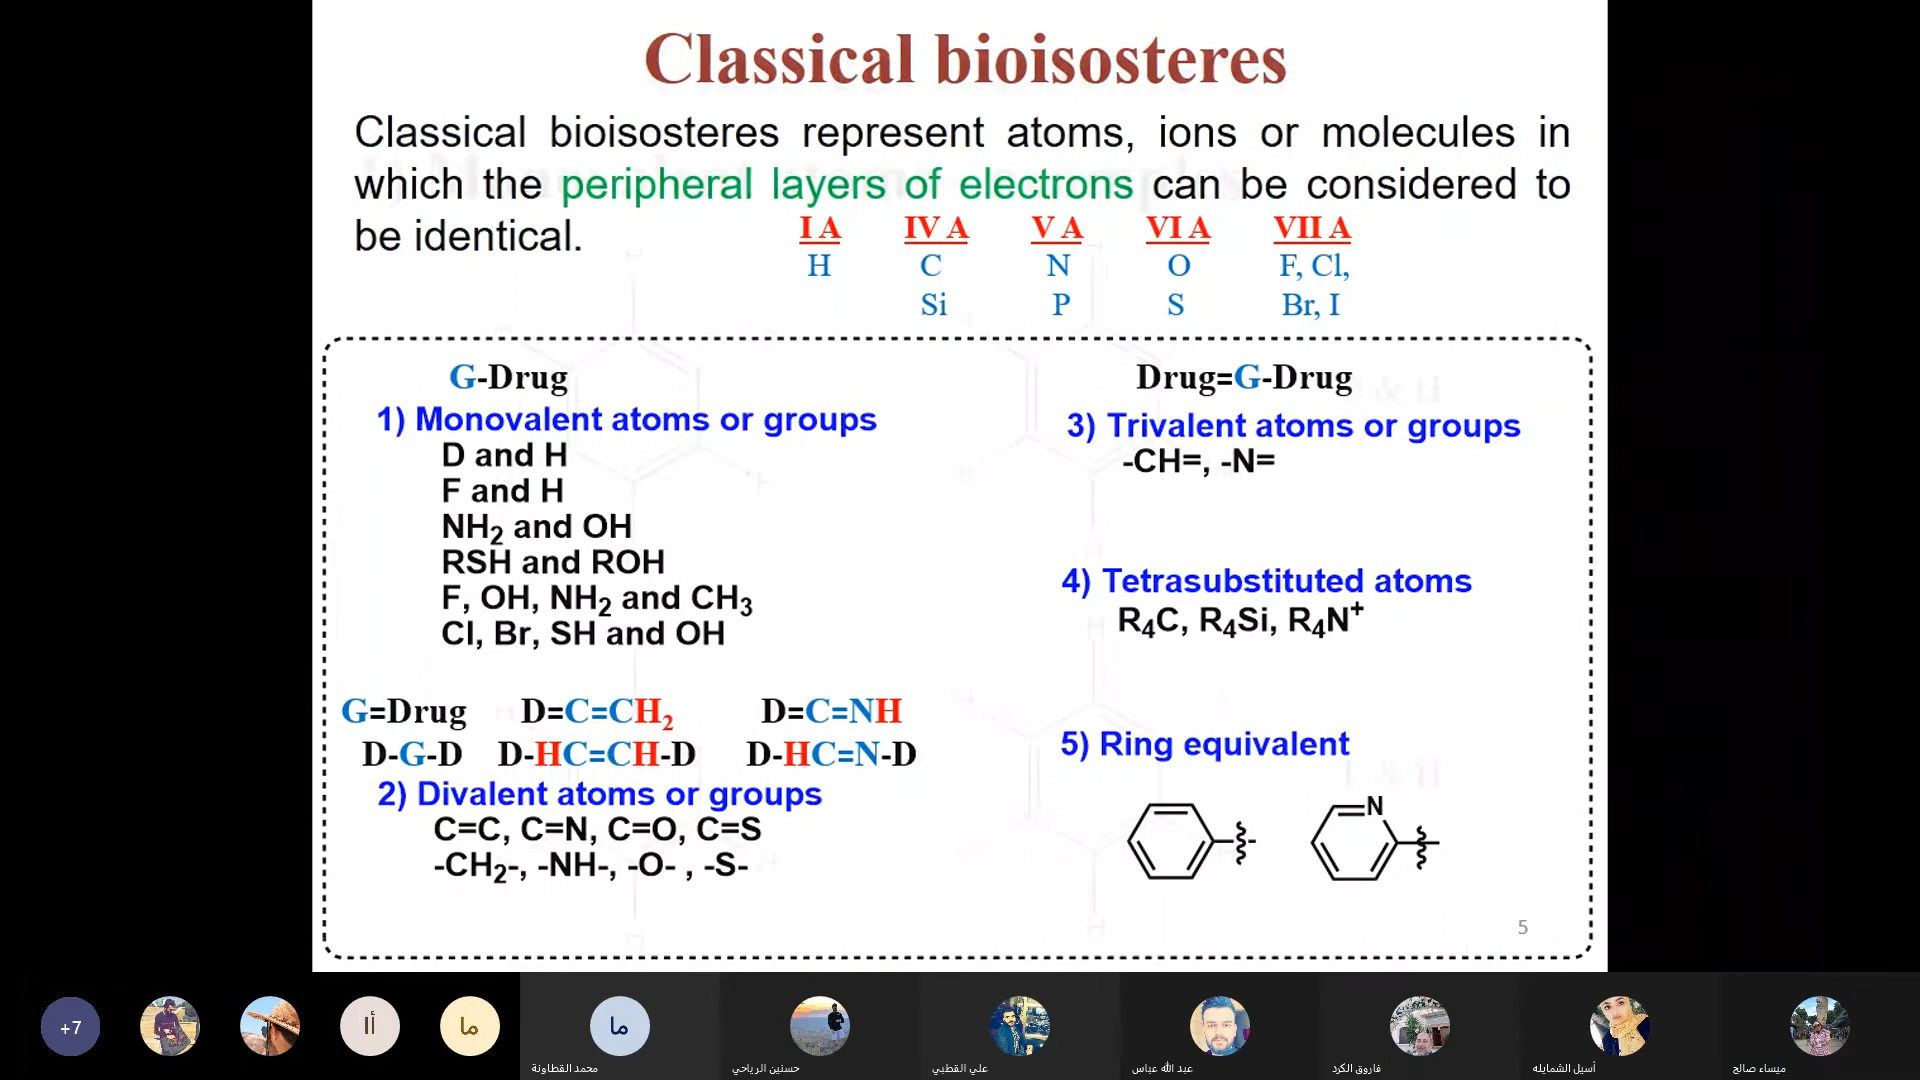 Classical bioisosteres
Classical bioisosteres represent atoms, ions or molecules in
which the peripheral layers of electrons can be considered to
be identical.
I A IV A V A VI A VII A
H C N O F, Cl,
Si P S Br, I
G-Drug
1) Monovalent atoms or groups
D and H
F and H
NH₂ and OH
RSH and ROH
F, OH, NH₂ and CH₃
Cl, Br, SH and OH
G=Drug D=C=CH₂ D=C=NH
D-G-D D-HC=CH-D D-HC=N-D
2) Divalent atoms or groups
C=C, C=N, C=O, C=S
-CH₂-, -NH-, -O- , -S-
Drug=G-Drug
3) Trivalent atoms or groups
-CH=, -N=
4) Tetrasubstituted atoms
R₄C, R₄Si, R₄N⁺
5) Ring equivalent
N
5
+7
أأ
ما
ما
محمد القطاونة
حسنين الرياحي
علي القطبي
عبد الله عباس
فاروق الكرد
أسيل الشمايله
ميساء صالح